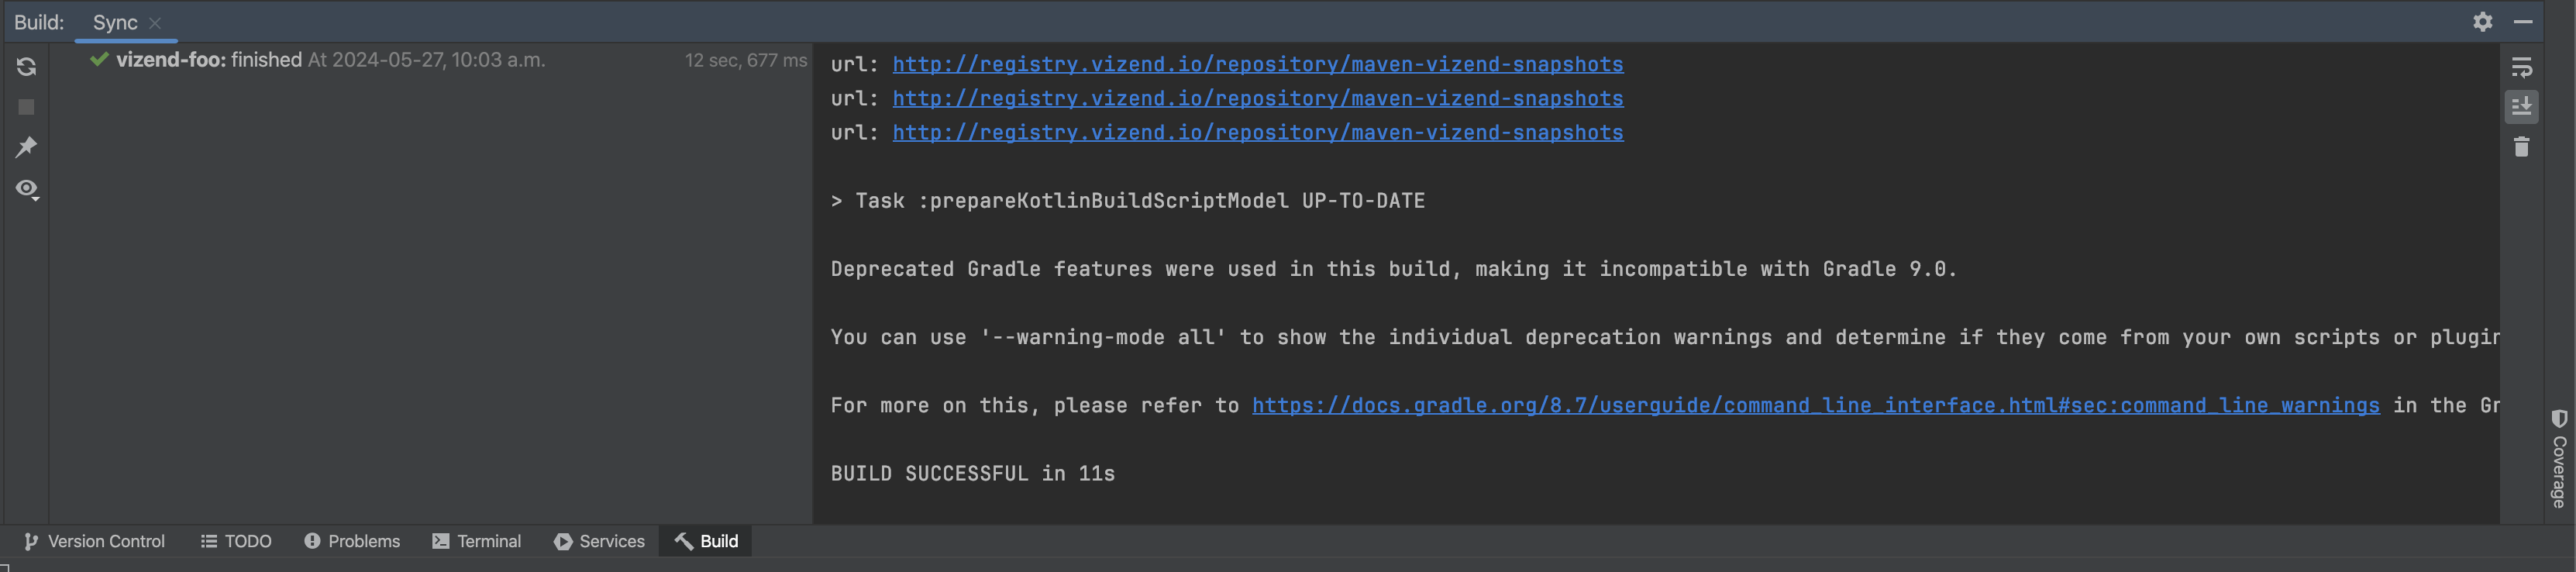 Build: Sync
vizend-foo: finished At 2024-05-27, 10:03 a.m. 12 sec, 677 ms
url: http://registry.vizend.io/repository/maven-vizend-snapshots
url: http://registry.vizend.io/repository/maven-vizend-snapshots
url: http://registry.vizend.io/repository/maven-vizend-snapshots
> Task :prepareKotlinBuildScriptModel UP-TO-DATE
Deprecated Gradle features were used in this build, making it incompatible with Gradle 9.0.
You can use '--warning-mode all' to show the individual deprecation warnings and determine if they come from your own scripts or plugin
For more on this, please refer to https://docs.gradle.org/8.7/userguide/command_line_interface.html#sec:command_line_warnings in the Gr
BUILD SUCCESSFUL in 11s
Coverage
Version Control TODO Problems Terminal Services Build